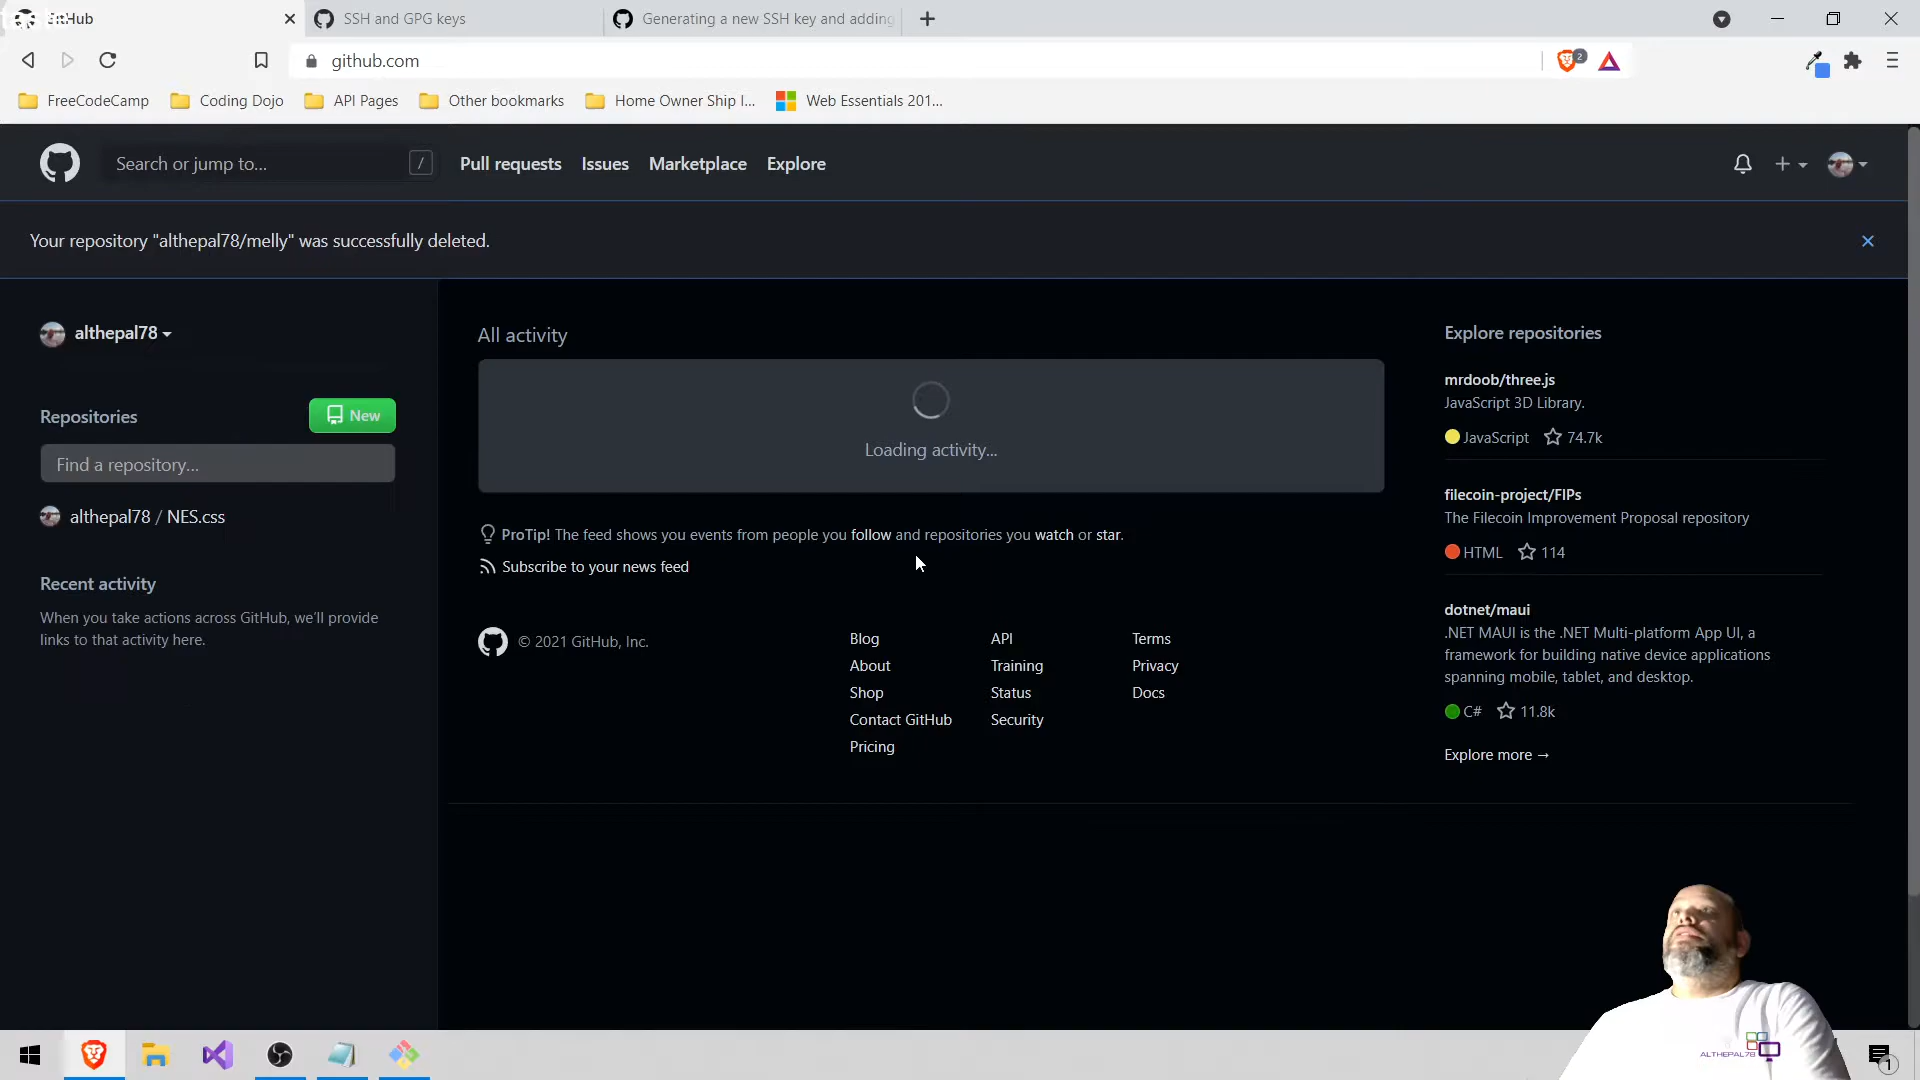 Hub
SSH and GPG keys
Generating a new SSH key and adding
github.com
2
FreeCodeCamp
Coding Dojo
API Pages
Other bookmarks
Home Owner Ship I...
Web Essentials 201...
Search or jump to...
/
Pull requests
Issues
Marketplace
Explore
Your repository "althepal78/melly" was successfully deleted.
althepal78
Repositories
New
Find a repository...
althepal78 / NES.css
Recent activity
When you take actions across GitHub, we'll provide
links to that activity here.
All activity
Loading activity...
ProTip! The feed shows you events from people you follow and repositories you watch or star.
Subscribe to your news feed
© 2021 GitHub, Inc.
Blog
About
Shop
Contact GitHub
Pricing
API
Training
Status
Security
Terms
Privacy
Docs
Explore repositories
mrdoob/three.js
JavaScript 3D Library.
JavaScript 74.7k
filecoin-project/FIPs
The Filecoin Improvement Proposal repository
HTML 114
dotnet/maui
.NET MAUI is the .NET Multi-platform App UI, a
framework for building native device applications
spanning mobile, tablet, and desktop.
C# 11.8k
Explore more →
ALTHEPAL78
1